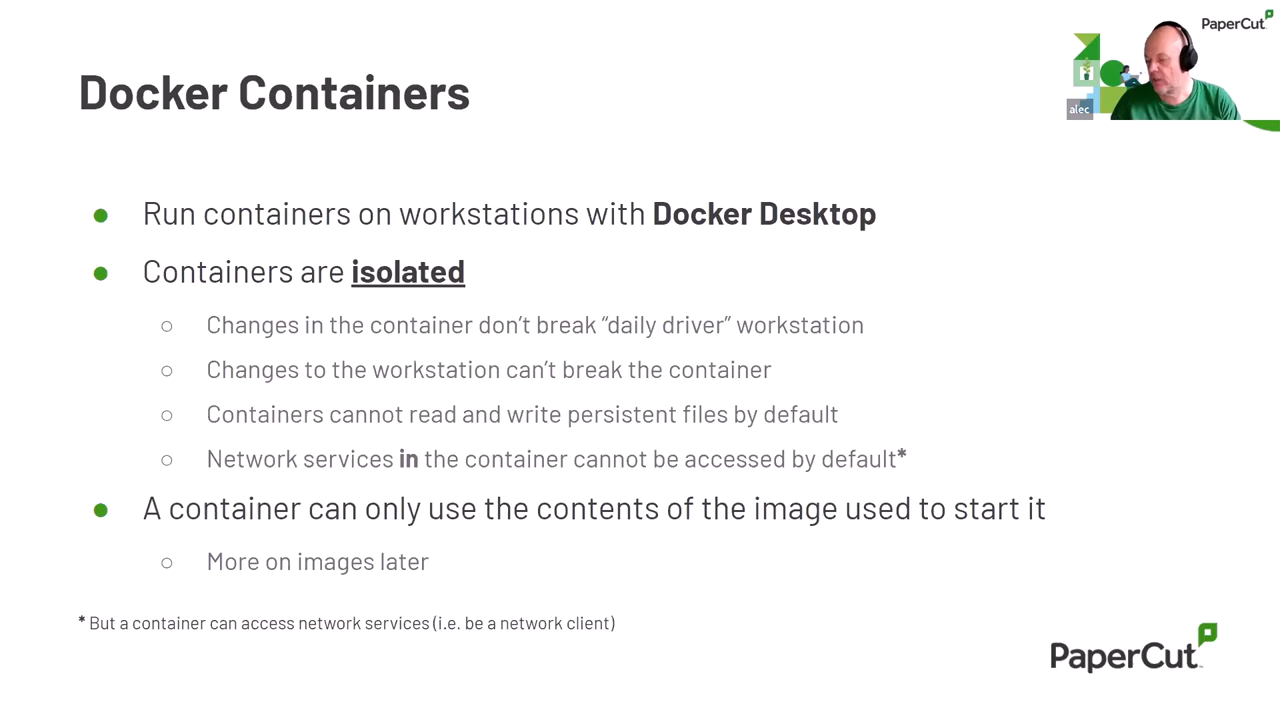 PaperCut
alec
Docker Containers
● Run containers on workstations with Docker Desktop
● Containers are isolated
○ Changes in the container don’t break “daily driver” workstation
○ Changes to the workstation can’t break the container
○ Containers cannot read and write persistent files by default
○ Network services in the container cannot be accessed by default*
● A container can only use the contents of the image used to start it
○ More on images later
* But a container can access network services (i.e. be a network client)
PaperCut